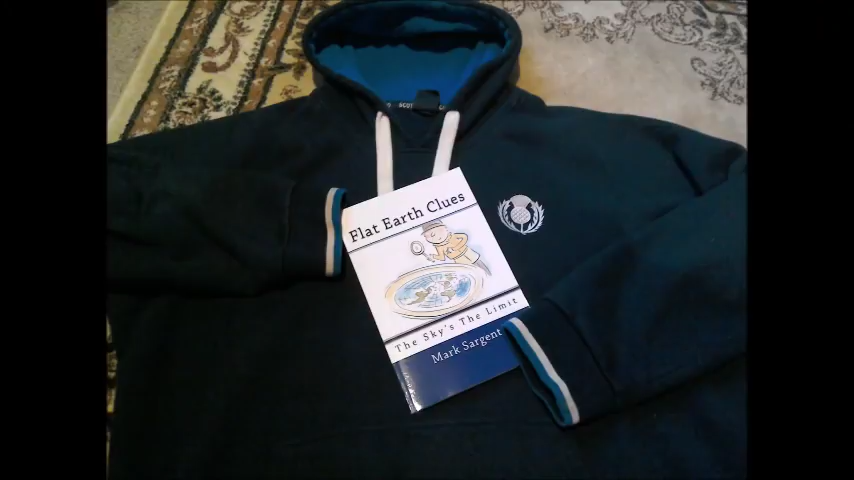 Flat Earth Clues
The Sky's The Limit
Mark Sargent